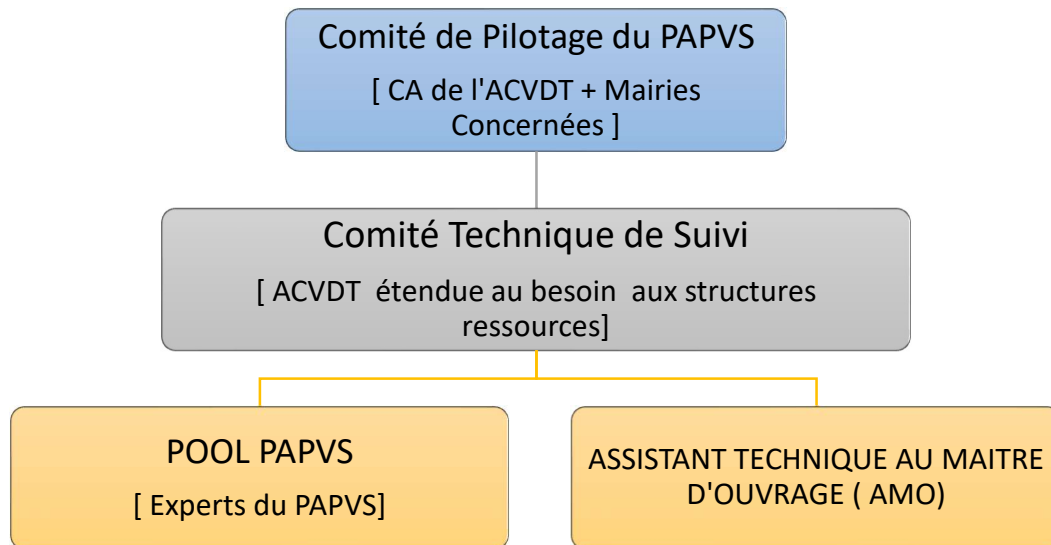 Comité de Pilotage du PAPVS
[ CA de l'ACVDT + Mairies
Concernées ]
Comité Technique de Suivi
[ ACVDT  étendue au besoin  aux structures
ressources]
POOL PAPVS
[ Experts du PAPVS]
ASSISTANT TECHNIQUE AU MAITRE
D'OUVRAGE ( AMO)